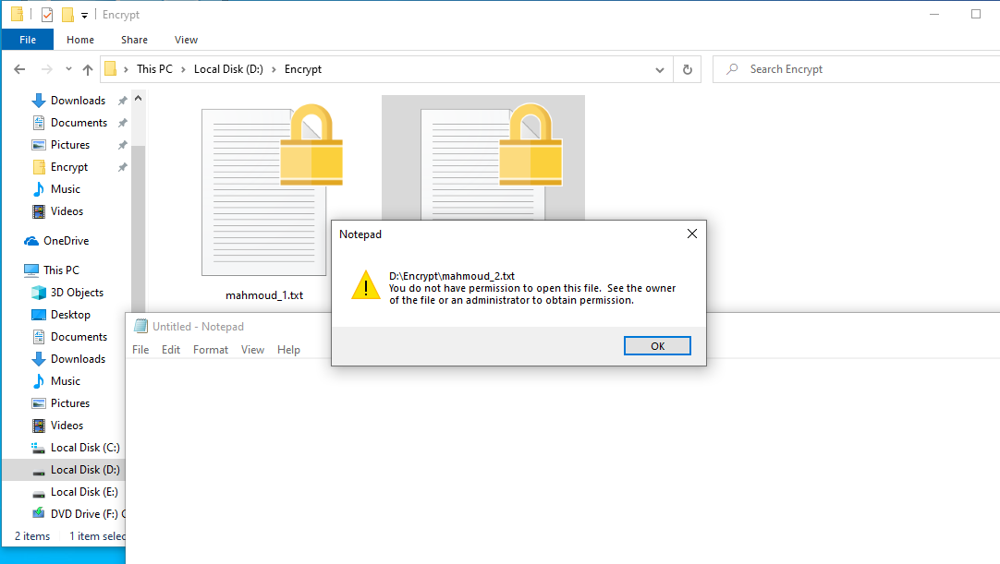 Encrypt
File Home Share View
This PC Local Disk (D:) Encrypt
Search Encrypt
Downloads
Documents
Pictures
Encrypt
Music
Videos
OneDrive
This PC
3D Objects
Desktop
Documents
Downloads
Music
Pictures
Videos
Local Disk (C:)
Local Disk (D:)
Local Disk (E:)
DVD Drive (F:) C
2 items 1 item selec
mahmoud_1.txt
Notepad
D:\Encrypt\mahmoud_2.txt
You do not have permission to open this file. See the owner
of the file or an administrator to obtain permission.
OK
Untitled - Notepad
File Edit Format View Help